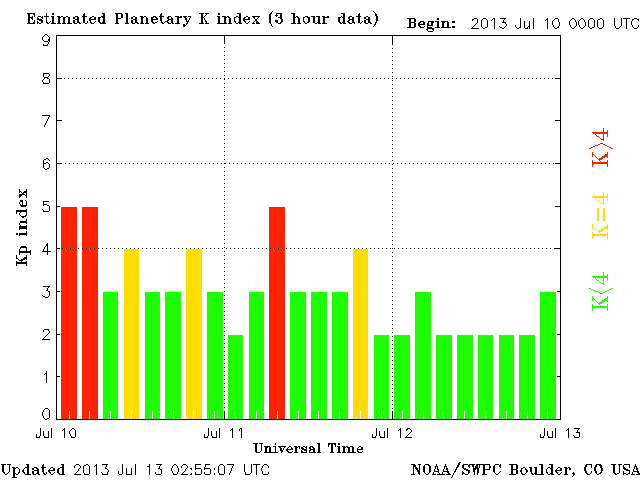 Estimated Planetary K index (3 hour data)
Begin: 2013 Jul 10 0000 UTC
9
8
7
6
5
4
3
2
1
0
Kp index
K>4
K=4
K<4
Jul 10
Jul 11
Jul 12
Jul 13
Universal Time
Updated 2013 Jul 13 02:55:07 UTC
NOAA/SWPC Boulder, CO USA